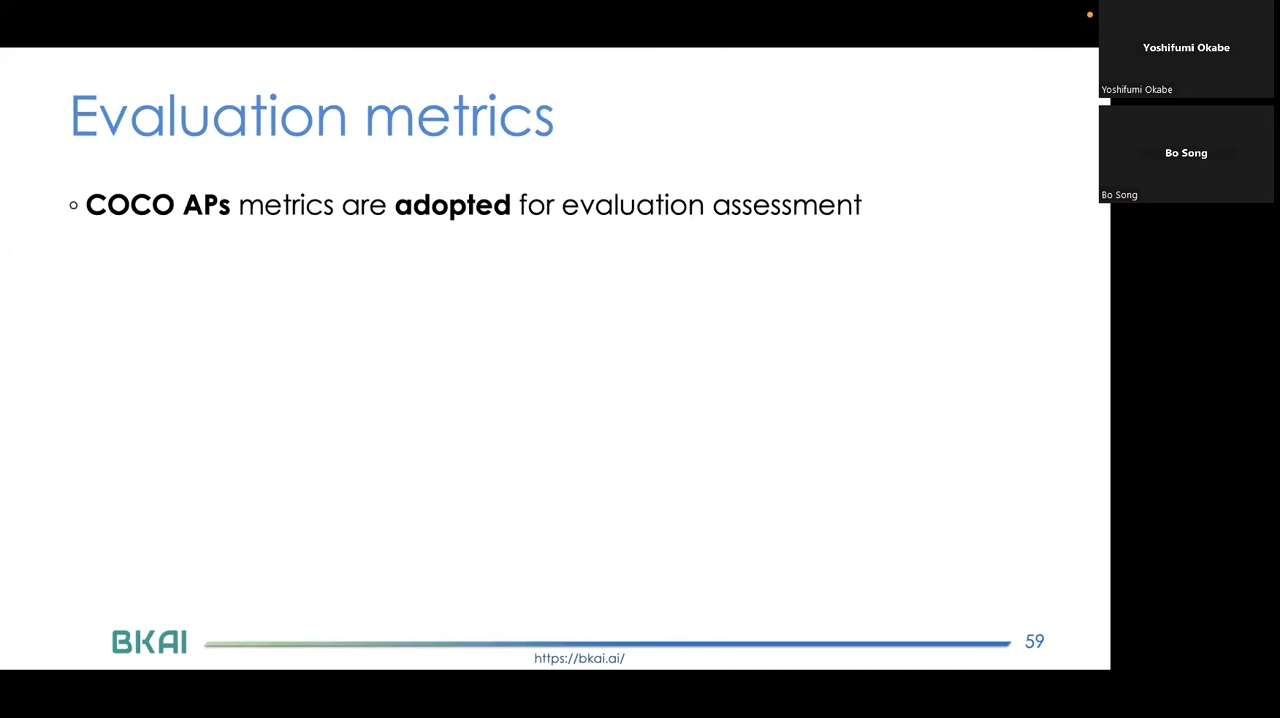 Evaluation metrics
COCO APs metrics are adopted for evaluation assessment
BKAI
59
https://bkai.ai/
Yoshifumi Okabe
Yoshifumi Okabe
Bo Song
Bo Song